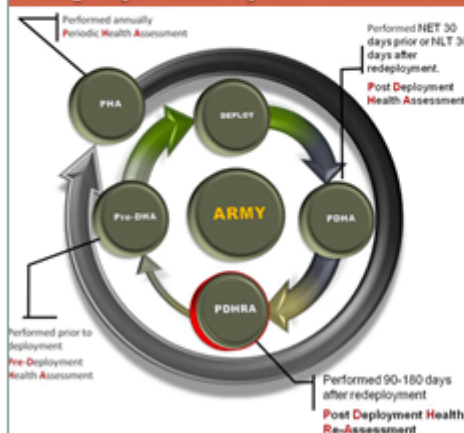 Performed annually
Periodic Health Assessment
Performed NET 30
days prior or NLT 30
days after
redeployment.
Post Deployment
Health Assessment
PHA
DEPLOY
Pre-DHA
ARMY
PDHA
PDHRA
Performed prior to
deployment
Pre-Deployment
Health Assessment
Performed 90-180 days
after redeployment
Post Deployment Health
Re-Assessment